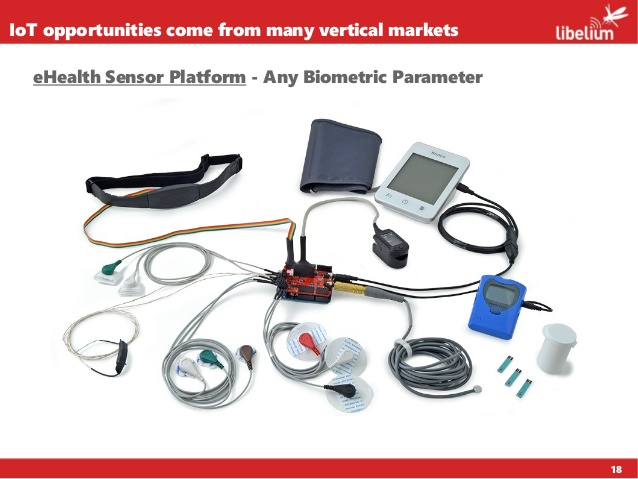 IoT opportunities come from many vertical markets
libelium
eHealth Sensor Platform - Any Biometric Parameter
18